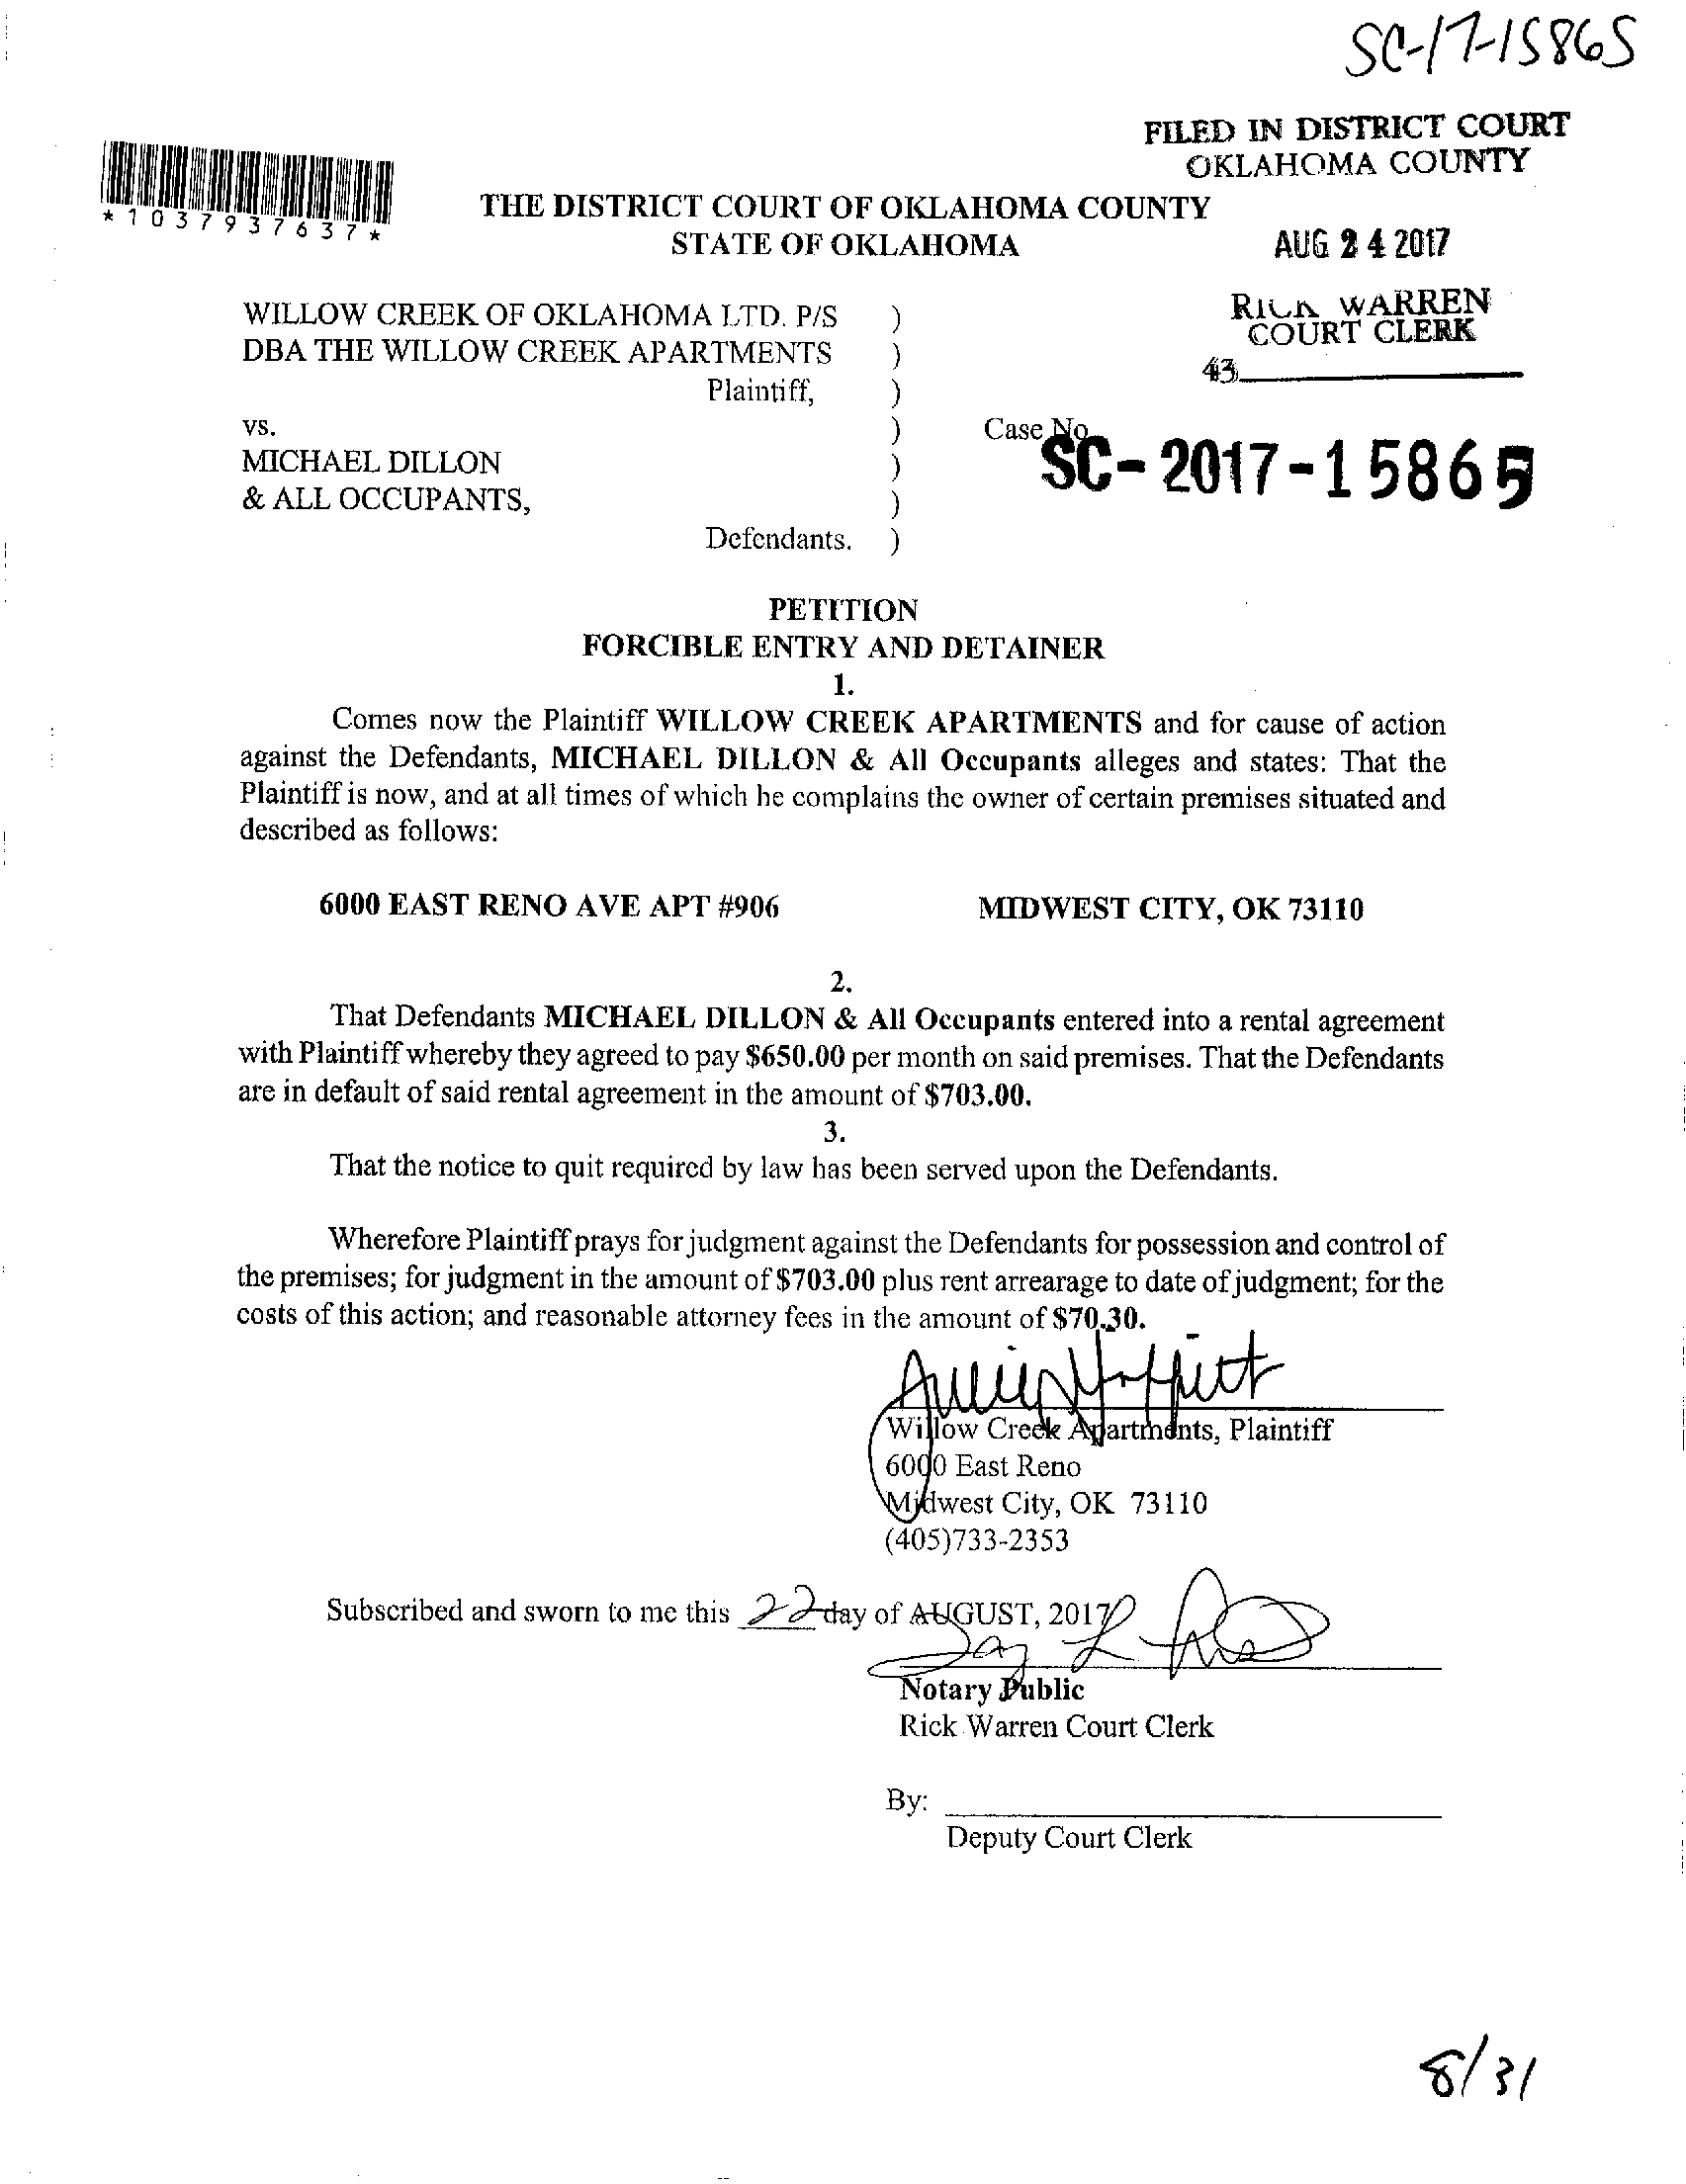 SC-17-15865
FILED IN DISTRICT COURT
OKLAHOMA COUNTY
*1037937637*
THE DISTRICT COURT OF OKLAHOMA COUNTY
STATE OF OKLAHOMA
AUG 24 2017
RICK WARREN
COURT CLERK
43
WILLOW CREEK OF OKLAHOMA LTD. P/S )
DBA THE WILLOW CREEK APARTMENTS )
Plaintiff, )
vs. )
Case No.
SC-2017-15865
MICHAEL DILLON )
& ALL OCCUPANTS, )
Defendants. )
PETITION
FORCIBLE ENTRY AND DETAINER
1.
Comes now the Plaintiff WILLOW CREEK APARTMENTS and for cause of action
against the Defendants, MICHAEL DILLON & All Occupants alleges and states: That the
Plaintiff is now, and at all times of which he complains the owner of certain premises situated and
described as follows:
6000 EAST RENO AVE APT #906 MIDWEST CITY, OK 73110
2.
That Defendants MICHAEL DILLON & All Occupants entered into a rental agreement
with Plaintiff whereby they agreed to pay $650.00 per month on said premises. That the Defendants
are in default of said rental agreement in the amount of $703.00.
3.
That the notice to quit required by law has been served upon the Defendants.
Wherefore Plaintiff prays for judgment against the Defendants for possession and control of
the premises; for judgment in the amount of $703.00 plus rent arrearage to date of judgment; for the
costs of this action; and reasonable attorney fees in the amount of $70.30.
Willow Creek Apartments, Plaintiff
6000 East Reno
Midwest City, OK 73110
(405)733-2353
Subscribed and sworn to me this 22 day of AUGUST, 2017
Notary Public
Rick Warren Court Clerk
By:
Deputy Court Clerk
8/31